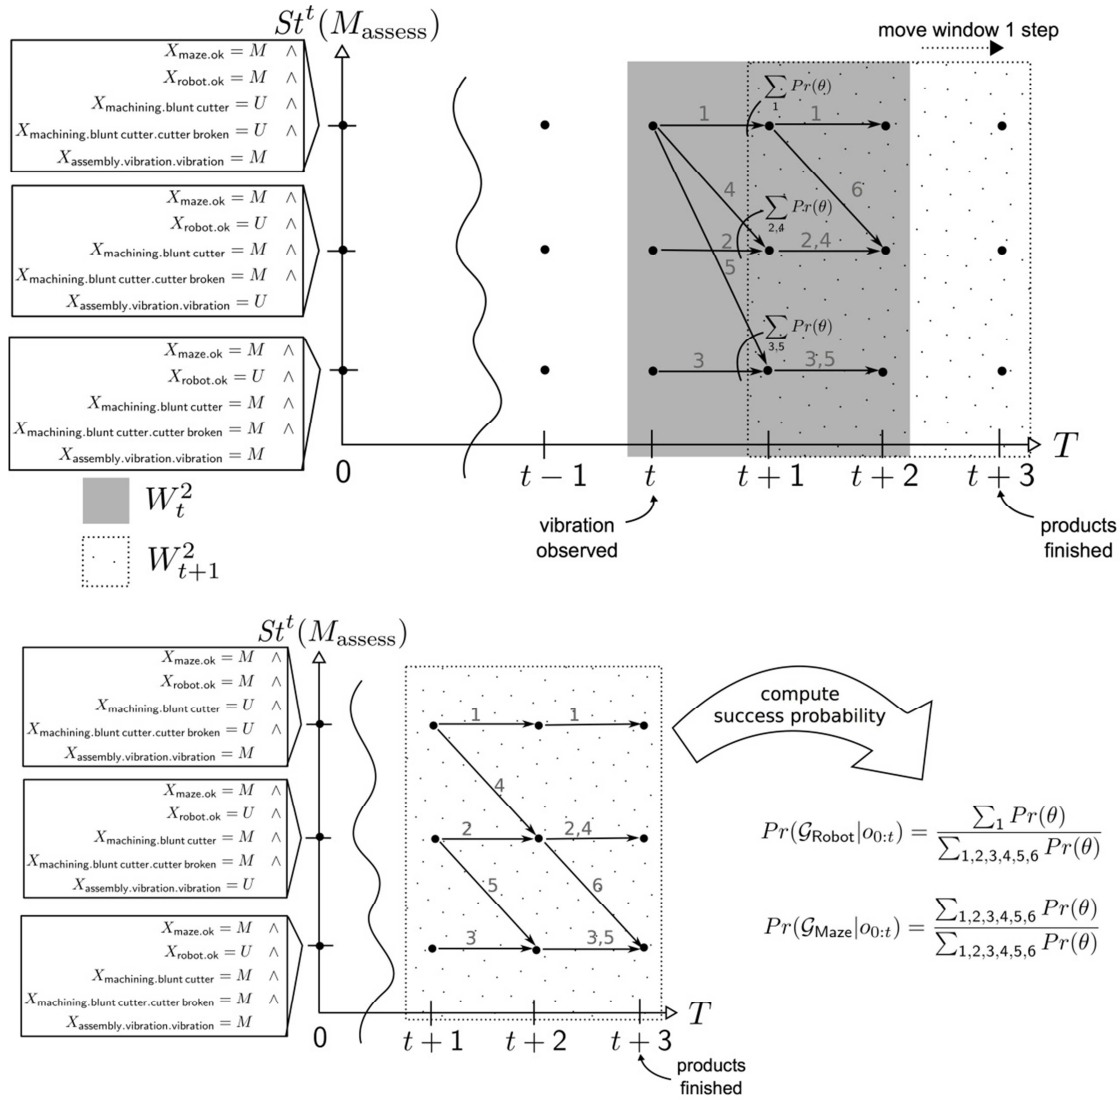 St^t(M_assess)
X_maze.ok = M ∧
X_robot.ok = M ∧
X_machining.blunt cutter = U ∧
X_machining.blunt cutter.cutter broken = U ∧
X_assembly.vibration.vibration = M
X_maze.ok = M ∧
X_robot.ok = U ∧
X_machining.blunt cutter = M ∧
X_machining.blunt cutter.cutter broken = M ∧
X_assembly.vibration.vibration = U
X_maze.ok = M ∧
X_robot.ok = U ∧
X_machining.blunt cutter = M
X_machining.blunt cutter.cutter broken = M ∧
X_assembly.vibration.vibration = M
move window 1 step
∑_1 Pr(θ)
1 1
4 6
∑_2,4 Pr(θ)
2 2,4
5
∑_3,5 Pr(θ)
3 3,5
0 t − 1 t t + 1 t + 2 t + 3 T
vibration
observed
products
finished
W_t^2
W_{t+1}^2
St^t(M_assess)
X_maze.ok = M ∧
X_robot.ok = M
X_machining.blunt cutter = U ∧
X_machining.blunt cutter.cutter broken = U ∧
X_assembly.vibration.vibration = M
X_maze.ok = M ∧
X_robot.ok = U
X_machining.blunt cutter = M ∧
X_machining.blunt cutter.cutter broken = M ∧
X_assembly.vibration.vibration = U
X_maze.ok = M ∧
X_robot.ok = U ∧
X_machining.blunt cutter = M ∧
X_machining.blunt cutter.cutter broken = M ∧
X_assembly.vibration.vibration = M
1 1
4
2 2,4
5 6
3 3,5
0 t + 1 t + 2 t + 3 T
products
finished
compute
success probability
Pr(𝒢_Robot|o_0:t) = ∑_1 Pr(θ) / ∑_1,2,3,4,5,6 Pr(θ)
Pr(𝒢_Maze|o_0:t) = ∑_1,2,3,4,5,6 Pr(θ) / ∑_1,2,3,4,5,6 Pr(θ)